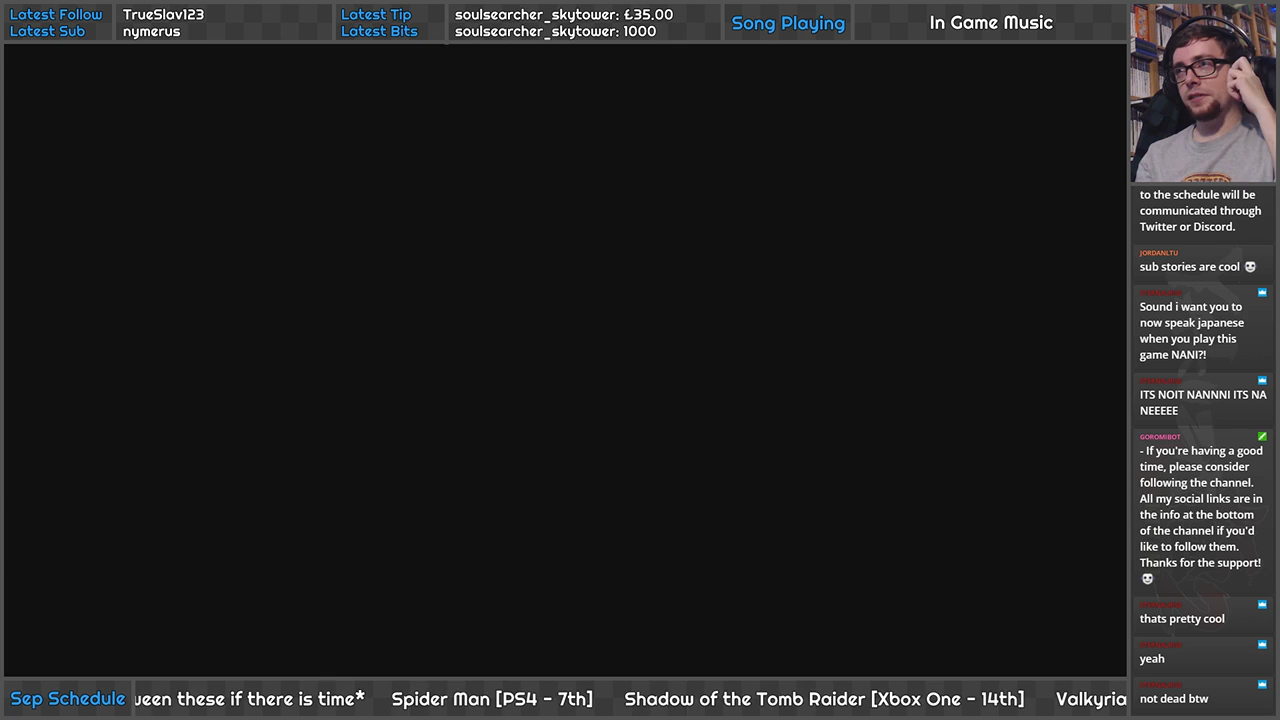 Latest Follow
Latest Sub
TrueSlav123
nymerus
Latest Tip
Latest Bits
soulsearcher_skytower: £35.00
soulsearcher_skytower: 1000
Song Playing
In Game Music
to the schedule will be
communicated through
Twitter or Discord.
JORDANLTU
sub stories are cool
Sound i want you to
now speak japanese
when you play this
game NANI?!
ITS NOIT NANNNI ITS NA
NEEEEE
GOROMIBOT
- If you're having a good
time, please consider
following the channel.
All my social links are in
the info at the bottom
of the channel if you'd
like to follow them.
Thanks for the support!
thats pretty cool
yeah
not dead btw
Sep Schedule
ween these if there is time* Spider Man [PS4 - 7th] Shadow of the Tomb Raider [Xbox One - 14th] Valkyria